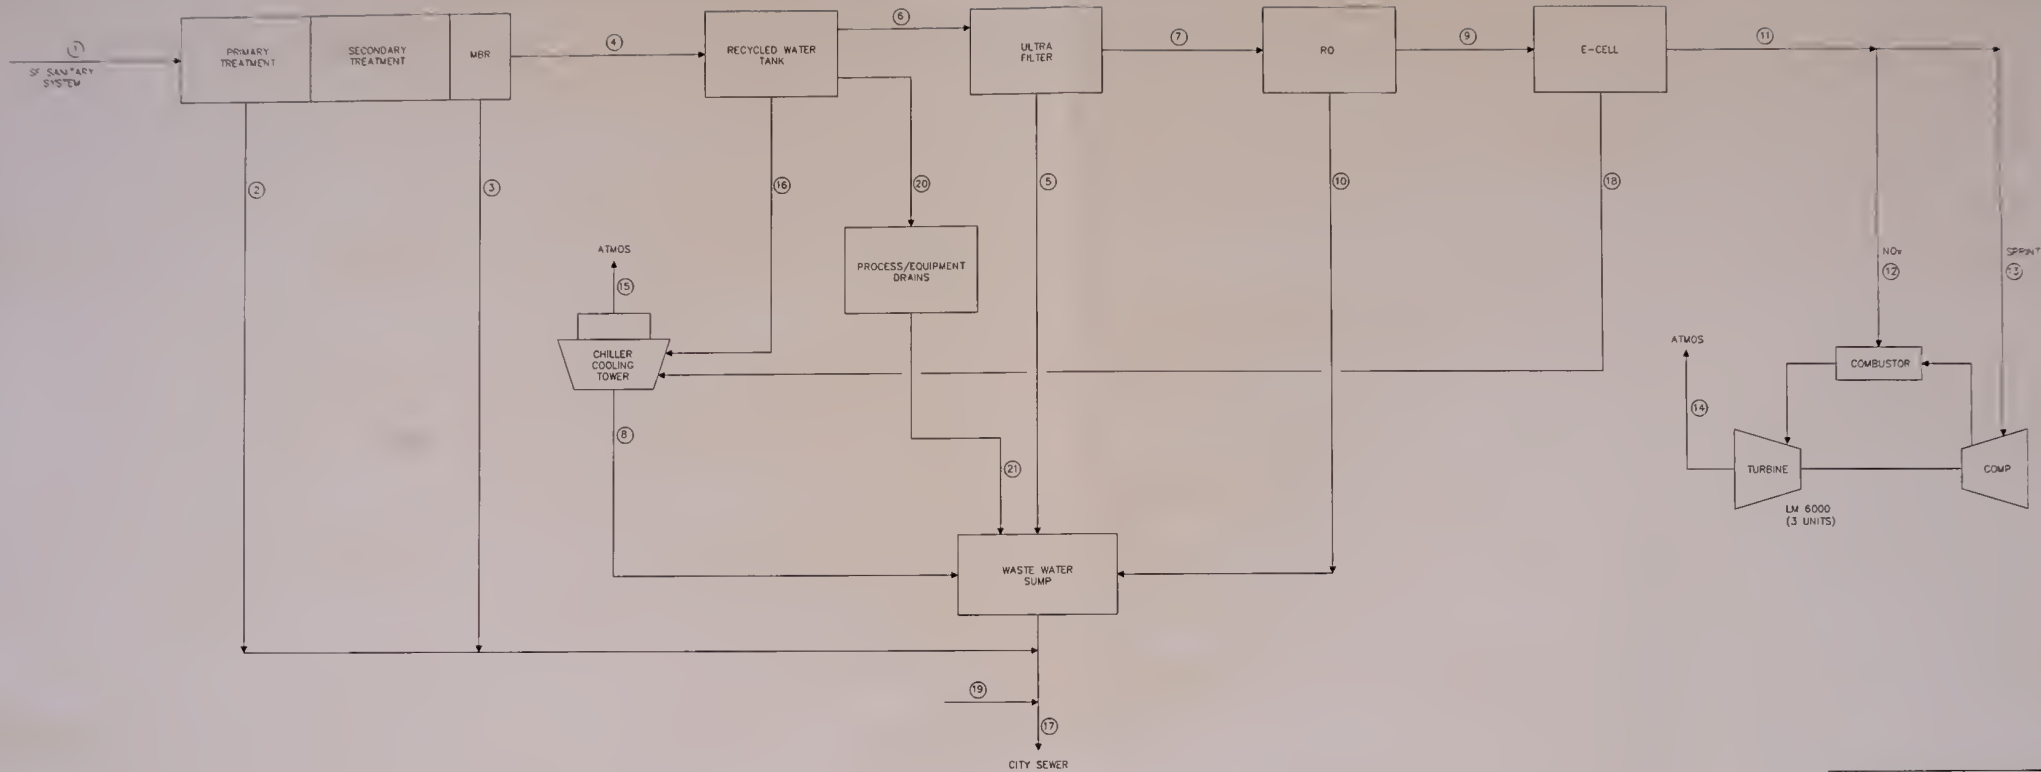 1
SF SANITARY
SYSTEM
PRIMARY
TREATMENT
SECONDARY
TREATMENT
MBR
4
RECYCLED WATER
TANK
6
ULTRA
FILTER
7
RO
9
E-CELL
11
2
3
16
20
5
10
18
ATMOS
15
PROCESS/EQUIPMENT
DRAINS
NOx
12
SPRINT
13
CHILLER
COOLING
TOWER
ATMOS
COMBUSTOR
14
8
21
TURBINE
COMP
LM 6000
(3 UNITS)
WASTE WATER
SUMP
19
17
CITY SEWER